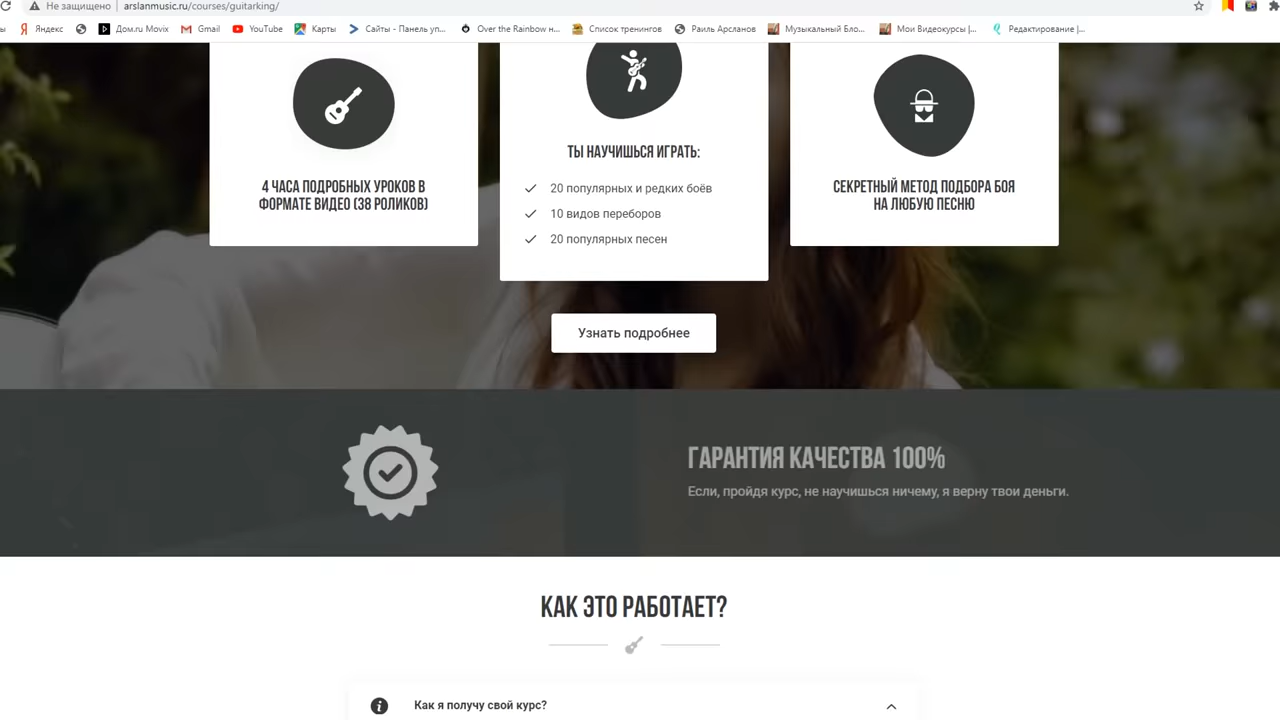 Не защищено arslanmusic.ru/courses/guitarking/
ы Яндекс Дом.ru Movix Gmail YouTube Карты Сайты - Панель уп... Over the Rainbow н... Список тренингов Раиль Арсланов Музыкальный Бло... Мои Видеокурсы |... Редактирование |...
4 ЧАСА ПОДРОБНЫХ УРОКОВ В
ФОРМАТЕ ВИДЕО (38 РОЛИКОВ)
ТЫ НАУЧИШЬСЯ ИГРАТЬ:
20 популярных и редких боёв
10 видов переборов
20 популярных песен
СЕКРЕТНЫЙ МЕТОД ПОДБОРА БОЯ
НА ЛЮБУЮ ПЕСНЮ
Узнать подробнее
ГАРАНТИЯ КАЧЕСТВА 100%
Если, пройдя курс, не научишься ничему, я верну твои деньги.
КАК ЭТО РАБОТАЕТ?
Как я получу свой курс?